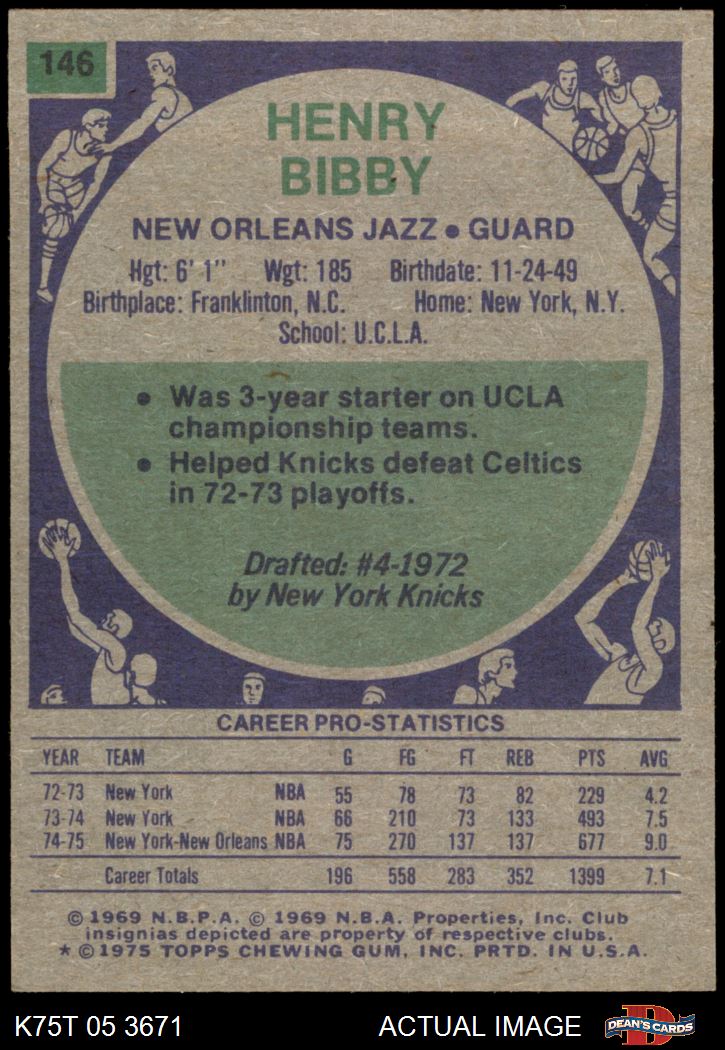 146
HENRY
BIBBY
NEW ORLEANS JAZZ • GUARD
Hgt: 6' 1" Wgt: 185 Birthdate: 11-24-49
Birthplace: Franklinton, N.C. Home: New York, N.Y.
School: U.C.L.A.
• Was 3-year starter on UCLA
championship teams.
• Helped Knicks defeat Celtics
in 72-73 playoffs.
Drafted: #4-1972
by New York Knicks
CAREER PRO-STATISTICS
YEAR TEAM G FG FT REB PTS AVG
72-73 New York NBA 55 78 73 82 229 4.2
73-74 New York NBA 66 210 73 133 493 7.5
74-75 New York-New Orleans NBA 75 270 137 137 677 9.0
Career Totals 196 558 283 352 1399 7.1
© 1969 N.B.P.A. © 1969 N.B.A. Properties, Inc. Club
insignias depicted are property of respective clubs.
* © 1975 TOPPS CHEWING GUM, INC. PRTD. IN U.S.A.
K75T 05 3671 ACTUAL IMAGE DEAN'S CARDS